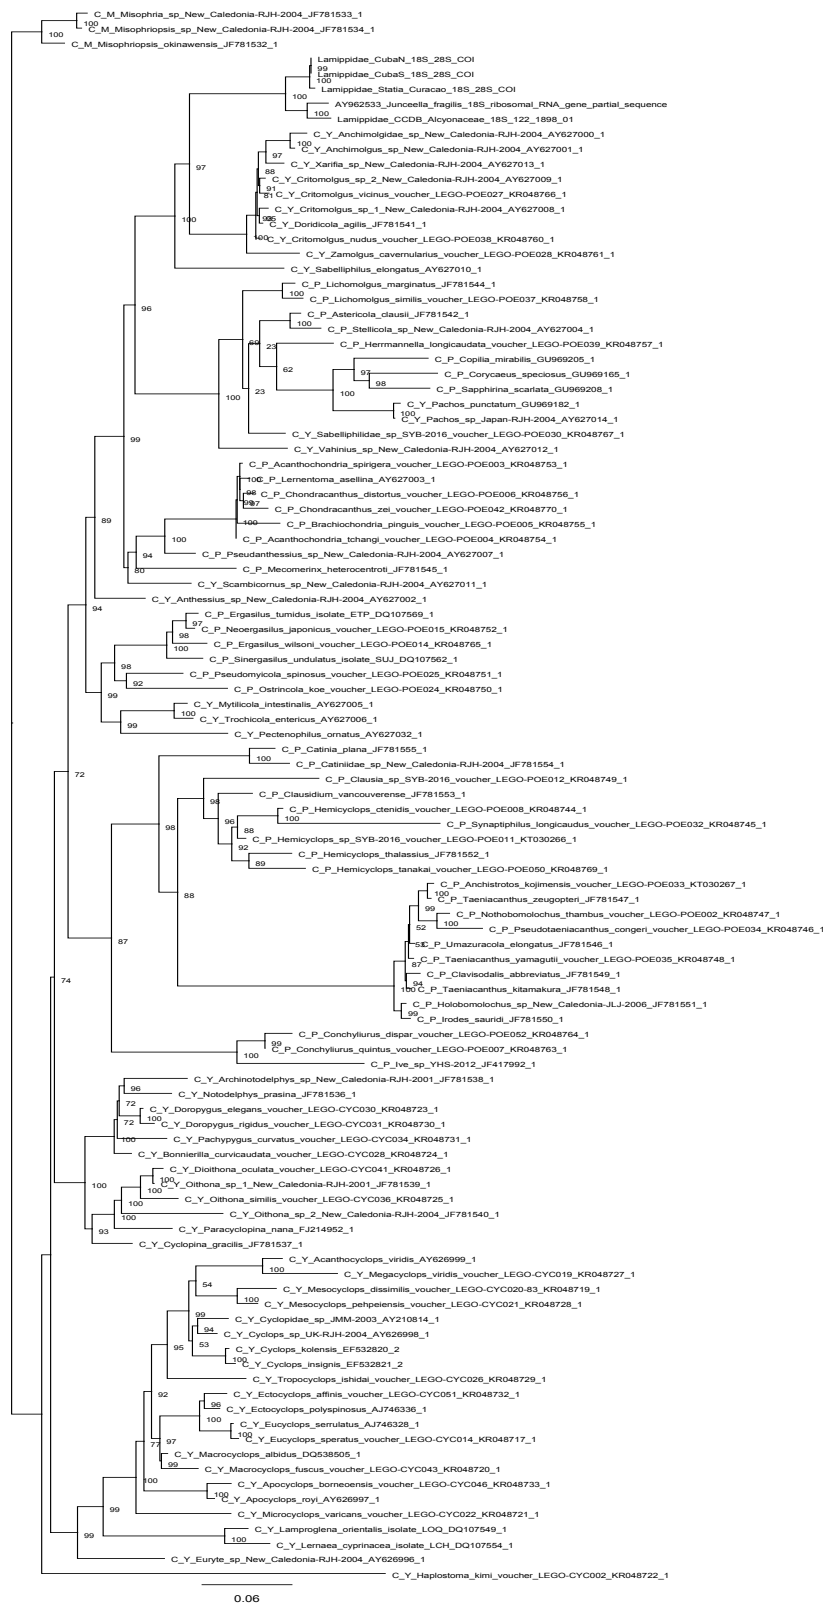 C_M_Misophria_sp_New_Caledonia-RJH-2004_JF781533_1
C_M_Misophriopsis_sp_New_Caledonia-RJH-2004_JF781534_1
100
100
C_M_Misophriopsis_okinawensis_JF781532_1
Lamippidae_CubaN_18S_28S_COI
99
Lamippidae_CubaS_18S_28S_COI
100
Lamippidae_Statia_Curacao_18S_28S_COI
100
AY962533_Junceella_fragilis_18S_ribosomal_RNA_gene_partial_sequence
100
Lamippidae_CCDB_Alcyonaceae_18S_122_1898_01
C_Y_Anchimolgidae_sp_New_Caledonia-RJH-2004_AY627000_1
100
C_Y_Anchimolgus_sp_New_Caledonia-RJH-2004_AY627001_1
97
97
C_Y_Xarifia_sp_New_Caledonia-RJH-2004_AY627013_1
88
C_Y_Critomolgus_sp_2_New_Caledonia-RJH-2004_AY627009_1
91
C_Y_Critomolgus_vicinus_voucher_LEGO-POE027_KR048766_1
81
C_Y_Critomolgus_sp_1_New_Caledonia-RJH-2004_AY627008_1
100
C_Y_Doridicola_agilis_JF781541_1
100
C_Y_Critomolgus_nudus_voucher_LEGO-POE038_KR048760_1
C_Y_Zamolgus_cavernularius_voucher_LEGO-POE028_KR048761_1
C_Y_Sabelliphilus_elongatus_AY627010_1
C_P_Lichomolgus_marginatus_JF781544_1
100
C_P_Lichomolgus_similis_voucher_LEGO-POE037_KR048758_1
96
C_P_Astericola_clausii_JF781542_1
100
C_P_Stellicola_sp_New_Caledonia-RJH-2004_AY627004_1
69
23
C_P_Herrmannella_longicaudata_voucher_LEGO-POE039_KR048757_1
C_P_Copilia_mirabilis_GU969205_1
62
97
C_P_Corycaeus_speciosus_GU969165_1
98
100
23
100
C_P_Sapphirina_scarlata_GU969208_1
C_Y_Pachos_punctatum_GU969182_1
100
C_Y_Pachos_sp_Japan-RJH-2004_AY627014_1
C_Y_Sabelliphilidae_sp_SYB-2016_voucher_LEGO-POE030_KR048767_1
99
C_Y_Vahinius_sp_New_Caledonia-RJH-2004_AY627012_1
C_P_Acanthochondria_spirigera_voucher_LEGO-POE003_KR048753_1
100
C_P_Lernentoma_asellina_AY627003_1
98
C_P_Chondracanthus_distortus_voucher_LEGO-POE006_KR048756_1
99
97
C_P_Chondracanthus_zei_voucher_LEGO-POE042_KR048770_1
89
100
C_P_Brachiochondria_pinguis_voucher_LEGO-POE005_KR048755_1
100
C_P_Acanthochondria_tchangi_voucher_LEGO-POE004_KR048754_1
94
C_P_Pseudanthessius_sp_New_Caledonia-RJH-2004_AY627007_1
80
C_P_Mecomerinx_heterocentroti_JF781545_1
C_Y_Scambicornus_sp_New_Caledonia-RJH-2004_AY627011_1
C_Y_Anthessius_sp_New_Caledonia-RJH-2004_AY627002_1
94
C_P_Ergasilus_tumidus_isolate_ETP_DQ107569_1
97
C_P_Neoergasilus_japonicus_voucher_LEGO-POE015_KR048752_1
98
100
C_P_Ergasilus_wilsoni_voucher_LEGO-POE014_KR048765_1
C_P_Sinergasilus_undulatus_isolate_SUJ_DQ107562_1
98
C_P_Pseudomyicola_spinosus_voucher_LEGO-POE025_KR048751_1
92
C_P_Ostrincola_koe_voucher_LEGO-POE024_KR048750_1
99
C_Y_Mytilicola_intestinalis_AY627005_1
100
C_Y_Trochicola_entericus_AY627006_1
99
C_Y_Pectenophilus_ornatus_AY627032_1
C_P_Catinia_plana_JF781555_1
100
72
C_P_Catiniidae_sp_New_Caledonia-RJH-2004_JF781554_1
C_P_Clausia_sp_SYB-2016_voucher_LEGO-POE012_KR048749_1
C_P_Clausidium_vancouverense_JF781553_1
98
C_P_Hemicyclops_ctenidis_voucher_LEGO-POE008_KR048744_1
96
100
98
C_P_Synaptiphilus_longicaudus_voucher_LEGO-POE032_KR048745_1
88
C_P_Hemicyclops_sp_SYB-2016_voucher_LEGO-POE011_KT030266_1
92
C_P_Hemicyclops_thalassius_JF781552_1
89
C_P_Hemicyclops_tanakai_voucher_LEGO-POE050_KR048769_1
C_P_Anchistrotos_kojimensis_voucher_LEGO-POE033_KT030267_1
100
88
C_P_Taeniacanthus_zeugopteri_JF781547_1
99
C_P_Nothobomolochus_thambus_voucher_LEGO-POE002_KR048747_1
100
52
C_P_Pseudotaeniacanthus_congeri_voucher_LEGO-POE034_KR048746_1
87
C_P_Umazuracola_elongatus_JF781546_1
C_P_Taeniacanthus_yamagutii_voucher_LEGO-POE035_KR048748_1
87
C_P_Clavisodalis_abbreviatus_JF781549_1
74
94
C_P_Taeniacanthus_kitamakura_JF781548_1
100
C_P_Holobomolochus_sp_New_Caledonia-JLJ-2006_JF781551_1
99
C_P_Irodes_sauridi_JF781550_1
C_P_Conchyliurus_dispar_voucher_LEGO-POE052_KR048764_1
99
C_P_Conchyliurus_quintus_voucher_LEGO-POE007_KR048763_1
100
C_P_Ive_sp_YHS-2012_JF417992_1
C_Y_Archinotodelphys_sp_New_Caledonia-RJH-2001_JF781538_1
96
C_Y_Notodelphys_prasina_JF781536_1
72
C_Y_Doropygus_elegans_voucher_LEGO-CYC030_KR048723_1
72
100
C_Y_Doropygus_rigidus_voucher_LEGO-CYC031_KR048730_1
100
C_Y_Pachypygus_curvatus_voucher_LEGO-CYC034_KR048731_1
C_Y_Bonnierilla_curvicaudata_voucher_LEGO-CYC028_KR048724_1
C_Y_Dioithona_oculata_voucher_LEGO-CYC041_KR048726_1
100
100
C_Y_Oithona_sp_1_New_Caledonia-RJH-2001_JF781539_1
100
C_Y_Oithona_similis_voucher_LEGO-CYC036_KR048725_1
100
C_Y_Oithona_sp_2_New_Caledonia-RJH-2004_JF781540_1
93
C_Y_Paracyclopina_nana_FJ214952_1
C_Y_Cyclopina_gracilis_JF781537_1
C_Y_Acanthocyclops_viridis_AY626999_1
100
C_Y_Megacyclops_viridis_voucher_LEGO-CYC019_KR048727_1
54
C_Y_Mesocyclops_dissimilis_voucher_LEGO-CYC020-83_KR048719_1
100
C_Y_Mesocyclops_pehpeiensis_voucher_LEGO-CYC021_KR048728_1
99
C_Y_Cyclopidae_sp_JMM-2003_AY210814_1
94
C_Y_Cyclops_sp_UK-RJH-2004_AY626998_1
95
53
C_Y_Cyclops_kolensis_EF532820_2
100
C_Y_Cyclops_insignis_EF532821_2
C_Y_Tropocyclops_ishidai_voucher_LEGO-CYC026_KR048729_1
92
C_Y_Ectocyclops_affinis_voucher_LEGO-CYC051_KR048732_1
96
C_Y_Ectocyclops_polyspinosus_AJ746336_1
100
C_Y_Eucyclops_serrulatus_AJ746328_1
100
77
97
C_Y_Eucyclops_speratus_voucher_LEGO-CYC014_KR048717_1
C_Y_Macrocyclops_albidus_DQ538505_1
99
C_Y_Macrocyclops_fuscus_voucher_LEGO-CYC043_KR048720_1
100
C_Y_Apocyclops_borneoensis_voucher_LEGO-CYC046_KR048733_1
100
C_Y_Apocyclops_royi_AY626997_1
99
C_Y_Microcyclops_varicans_voucher_LEGO-CYC022_KR048721_1
C_Y_Lamproglena_orientalis_isolate_LOQ_DQ107549_1
99
100
C_Y_Lernaea_cyprinacea_isolate_LCH_DQ107554_1
C_Y_Euryte_sp_New_Caledonia-RJH-2004_AY626996_1
C_Y_Haplostoma_kimi_voucher_LEGO-CYC002_KR048722_1
0.06